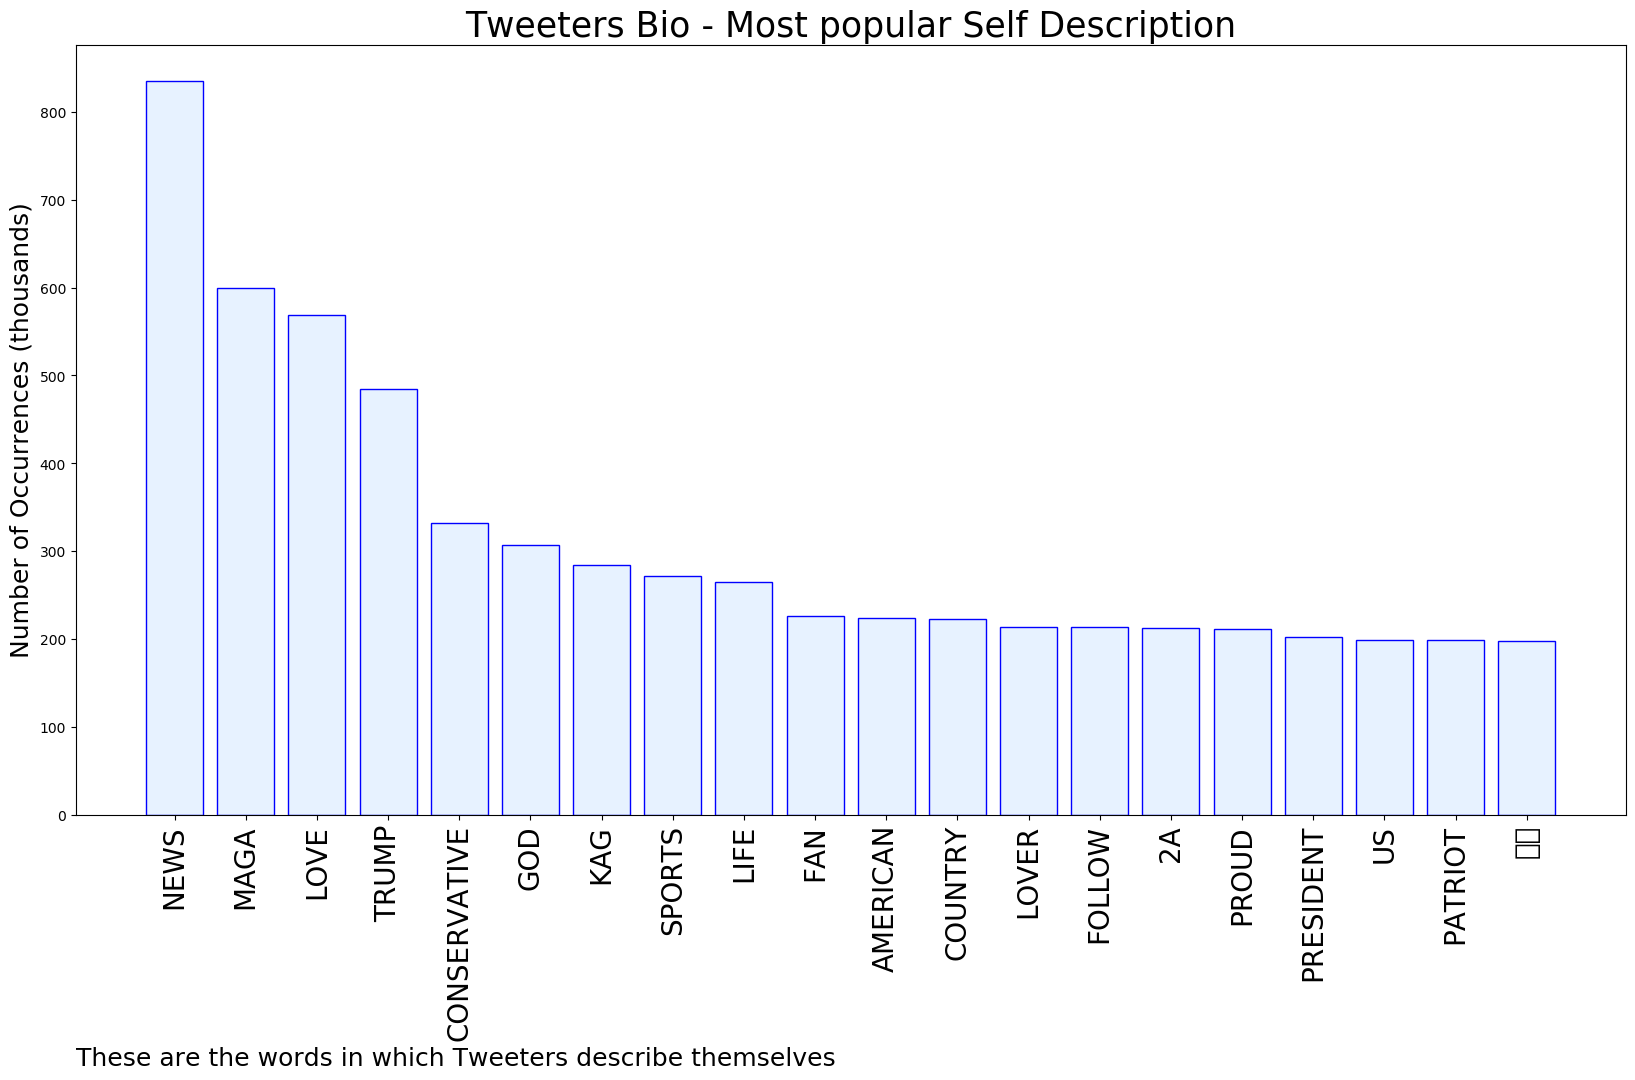 Tweeters Bio - Most popular Self Description
Number of Occurrences (thousands)
800
700
600
500
400
300
200
100
0
NEWS
MAGA
LOVE
TRUMP
CONSERVATIVE
GOD
KAG
SPORTS
LIFE
FAN
AMERICAN
COUNTRY
LOVER
FOLLOW
2A
PROUD
PRESIDENT
US
PATRIOT
These are the words in which Tweeters describe themselves